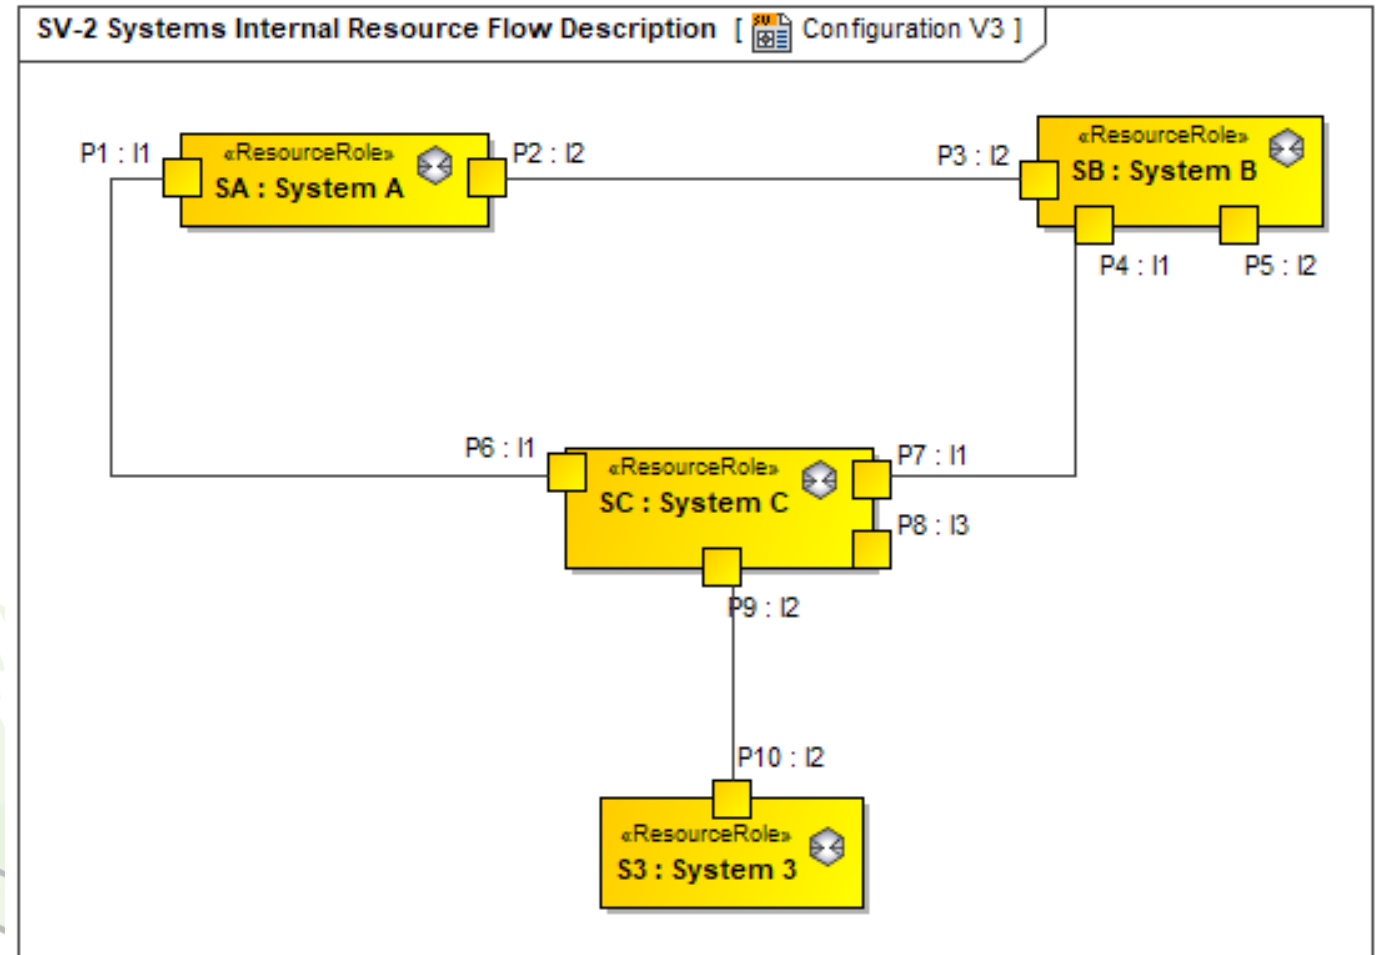 SV-2 Systems Internal Resource Flow Description [ SV Configuration V3 ]
P1 : I1
«ResourceRole»
SA : System A
P2 : I2
P3 : I2
«ResourceRole»
SB : System B
P4 : I1
P5 : I2
P6 : I1
«ResourceRole»
SC : System C
P7 : I1
P8 : I3
P9 : I2
P10 : I2
«ResourceRole»
S3 : System 3